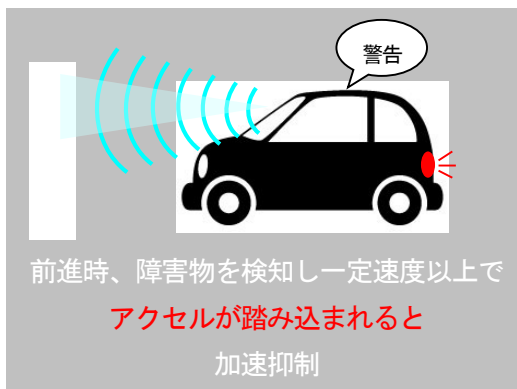 警告
前進時、障害物を検知し一定速度以上で
アクセルが踏み込まれると
加速抑制